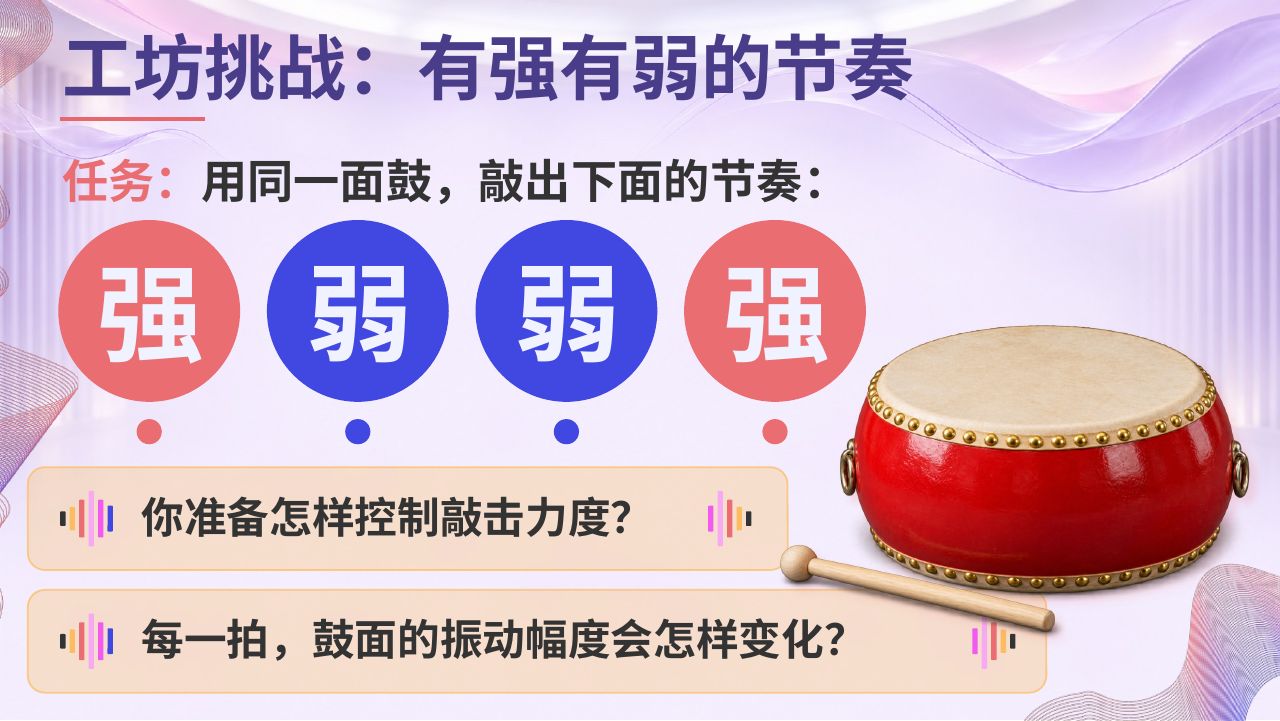 工坊挑战：有强有弱的节奏
任务：用同一面鼓，敲出下面的节奏：
强 弱 弱 强
你准备怎样控制敲击力度？
每一拍，鼓面的振动幅度会怎样变化？